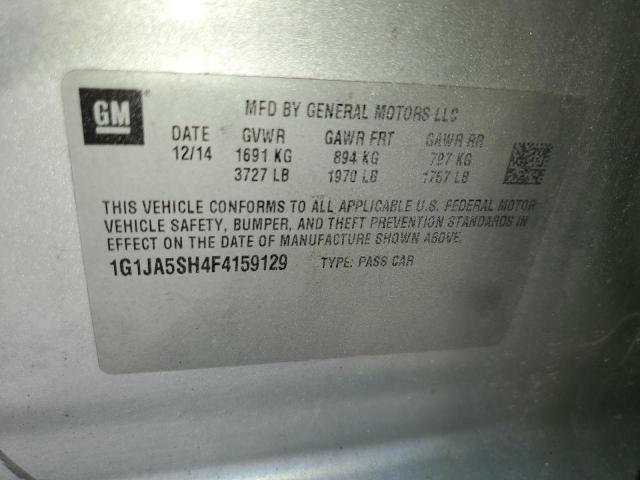 GM
MFD BY GENERAL MOTORS LLC
DATE GVWR GAWR FRT GAWR RR
12/14 1691 KG 894 KG 797 KG
3727 LB 1970 LB 1757 LB
THIS VEHICLE CONFORMS TO ALL APPLICABLE U.S. FEDERAL MOTOR
VEHICLE SAFETY, BUMPER, AND THEFT PREVENTION STANDARDS IN
EFFECT ON THE DATE OF MANUFACTURE SHOWN ABOVE.
1G1JA5SH4F4159129 TYPE: PASS CAR